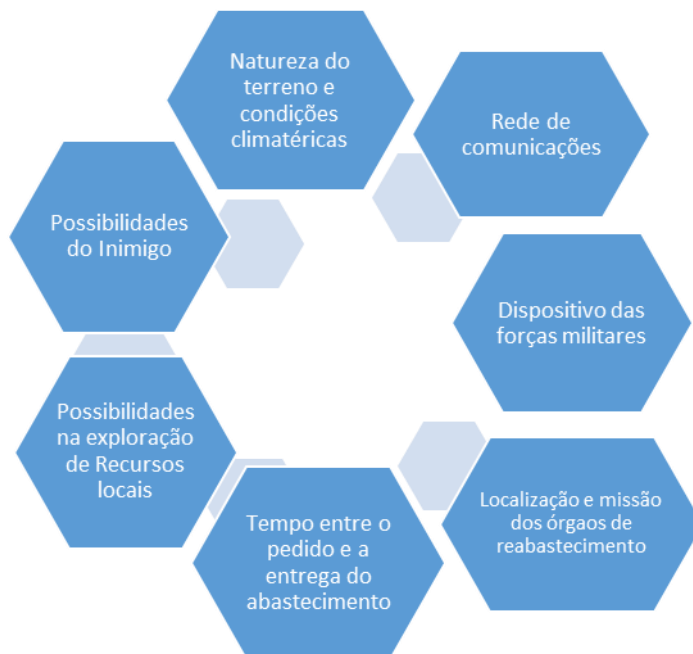 Natureza do
terreno e
condições
climatéricas
Rede de
comunicações
Dispositivo das
forças militares
Localização e missão
dos órgaos de
reabastecimento
Tempo entre o
pedido e a
entrega do
abastecimento
Possibilidades
na exploração
de Recursos
locais
Possibilidades
do Inimigo